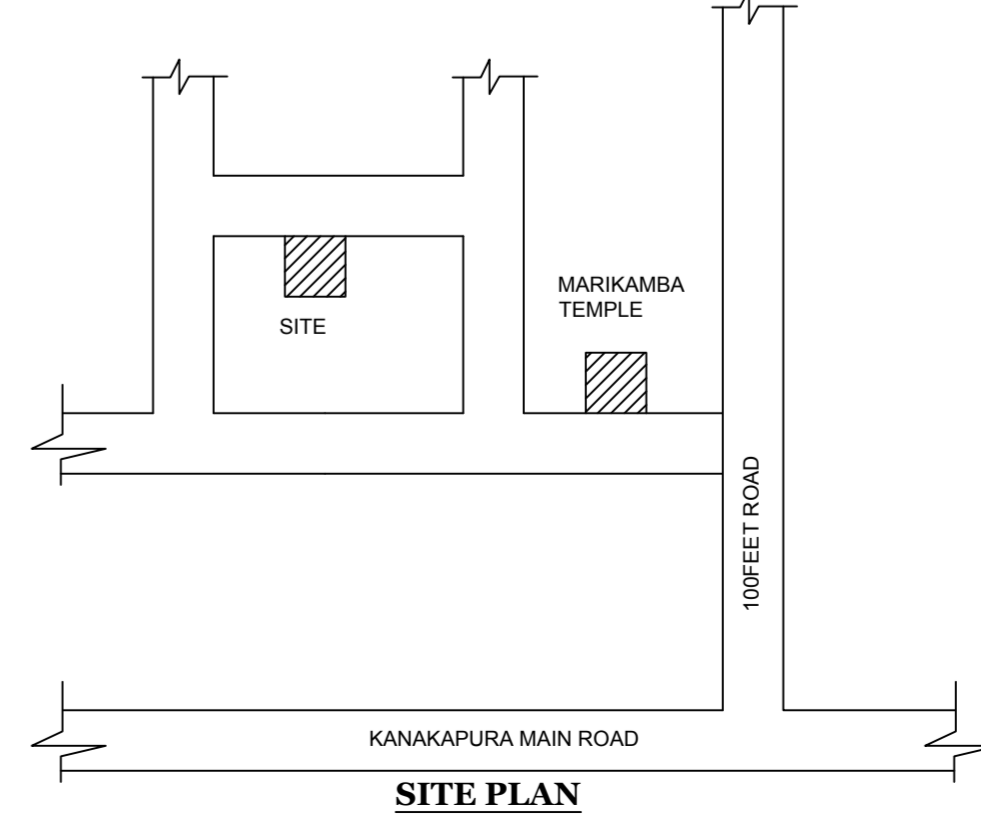 MARIKAMBA
TEMPLE
SITE
100FEET ROAD
KANAKAPURA MAIN ROAD
SITE PLAN